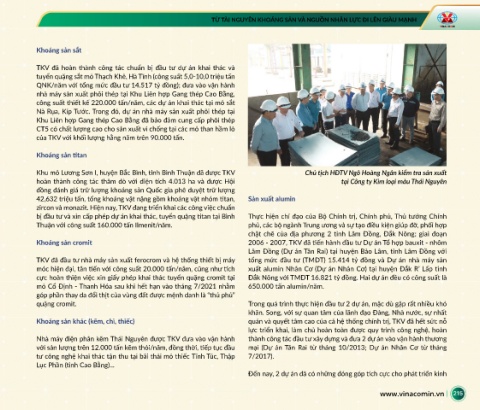 TỪ TÀI NGUYÊN KHOÁNG SẢN VÀ NGUỒN NHÂN LỰC ĐI LÊN GIÀU MẠNH
Khoáng sản sắt
TKV đã hoàn thành công tác chuẩn bị đầu tư dự án khai thác và
tuyển quặng sắt mỏ Thạch Khê, Hà Tĩnh (công suất 5,0-10,0 triệu tấn
QNK/năm với tổng mức đầu tư 14.517 tỷ đồng); đưa vào vận hành
nhà máy sản xuất phôi thép tại Khu Liên hợp Gang thép Cao Bằng,
công suất thiết kế 220.000 tấn/năm, các dự án khai thác tại mỏ sắt
Nà Rụa, Kíp Tước. Trong đó, dự án nhà máy sản xuất phôi thép tại
Khu Liên hợp Gang thép Cao Bằng đã bảo đảm cung cấp phôi thép
CT5 có chất lượng cao cho sản xuất vì chống tại các mỏ than hầm lò
của TKV với khối lượng hằng năm trên 90.000 tấn.
Khoáng sản titan
Khu mỏ Lương Sơn I, huyện Bắc Bình, tỉnh Bình Thuận đã được TKV
hoàn thành công tác thăm dò với diện tích 4.013 ha và được Hội
đồng đánh giá trữ lượng khoáng sản Quốc gia phê duyệt trữ lượng
42,632 triệu tấn, tổng khoáng vật nặng gồm khoáng vật nhóm titan,
zircon và monazit. Hiện nay, TKV đang triển khai các công việc chuẩn
bị đầu tư và xin cấp phép dự án khai thác, tuyển quặng titan tại Bình
Thuận với công suất 160.000 tấn ilmenit/năm.
Khoáng sản cromit
TKV đã đầu tư nhà máy sản xuất ferocrom và hệ thống thiết bị máy
móc hiện đại, tân tiến với công suất 20.000 tấn/năm, cũng như tích
cực hoàn thiện việc xin giấy phép khai thác tuyển quặng cromit tại
mỏ Cổ Định - Thanh Hóa sau khi hết hạn vào tháng 7/2021 nhằm
góp phần thay da đổi thịt của vùng đất được mệnh danh là "thủ phủ"
quặng cromit.
Khoáng sản khác (kẽm, chì, thiếc)
Nhà máy điện phân kẽm Thái Nguyên được TKV đưa vào vận hành
với sản lượng trên 12.000 tấn kẽm thỏi/năm, đồng thời, tiếp tục đầu
tư công nghệ khai thác tận thu tại bãi thải mỏ thiếc Tĩnh Túc, Thập
Lục Phần (tỉnh Cao Bằng)...
Chủ tịch HĐTV Ngô Hoàng Ngân kiểm tra sản xuất
tại Công ty Kim loại màu Thái Nguyên
Sản xuất alumin
Thực hiện chỉ đạo của Bộ Chính trị, Chính phủ, Thủ tướng Chính
phủ, các bộ ngành Trung ương và sự tạo điều kiện giúp đỡ, phối hợp
chặt chẽ của địa phương 2 tỉnh Lâm Đồng, Đắk Nông; giai đoạn
2006 - 2007, TKV đã tiến hành đầu tư Dự án Tổ hợp bauxit - nhôm
Lâm Đồng (Dự án Tân Rai) tại huyện Bảo Lâm, tỉnh Lâm Đồng với
tổng mức đầu tư (TMĐT) 15.414 tỷ đồng và Dự án nhà máy sản
xuất alumin Nhân Cơ (Dự án Nhân Cơ) tại huyện Đắk R' Lấp tỉnh
Đắk Nông với TMĐT 16.821 tỷ đồng. Hai dự án đều có công suất là
650.000 tấn alumin/năm.
Trong quá trình thực hiện đầu tư 2 dự án, mặc dù gặp rất nhiều khó
khăn. Song, với sự quan tâm của lãnh đạo Đảng, Nhà nước, sự nhất
quán và quyết tâm cao của cả hệ thống chính trị, TKV đã hết sức nỗ
lực triển khai, làm chủ hoàn toàn được quy trình công nghệ, hoàn
thành công tác đầu tư xây dựng và đưa 2 dự án vào vận hành thương
mại (Dự án Tân Rai từ tháng 10/2013; Dự án Nhân Cơ từ tháng
7/2017).
Đến nay, 2 dự án đã có những đóng góp tích cực cho phát triển kinh
www.vinacomin.vn | 215